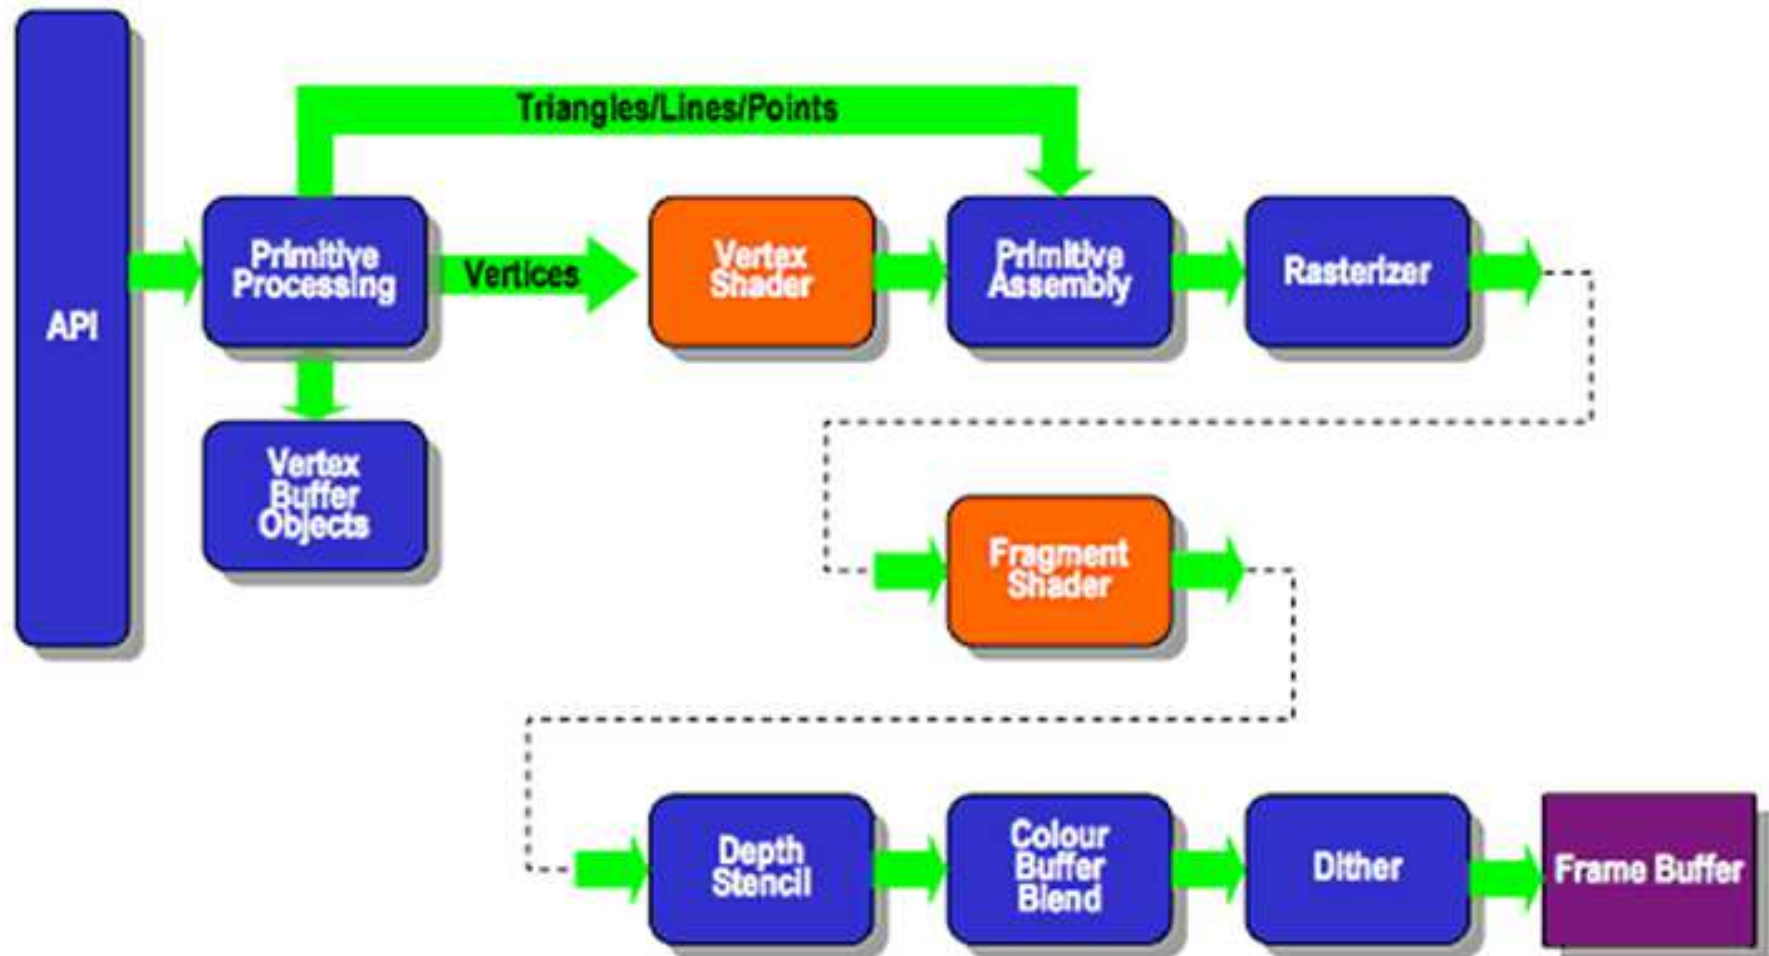 Triangles/Lines/Points
API
Primitive
Processing
Vertices
Vertex
Shader
Primitive
Assembly
Rasterizer
Vertex
Buffer
Objects
Fragment
Shader
Depth
Stencil
Colour
Buffer
Blend
Dither
Frame Buffer